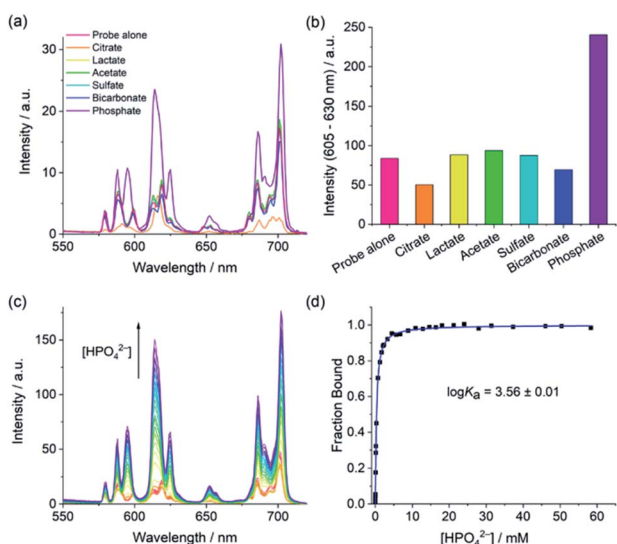 (a)
Probe alone
Citrate
Lactate
Acetate
Sulfate
Bicarbonate
Phosphate
30
20
10
0
Intensity / a.u.
550
600
650
700
Wavelength / nm
(b)
250
200
150
100
50
0
Intensity (605 - 630 nm) / a.u.
Probe alone
Citrate
Lactate
Acetate
Sulfate
Bicarbonate
Phosphate
(c)
[HPO₄²⁻]
150
100
50
0
Intensity / a.u.
550
600
650
700
Wavelength / nm
(d)
1.0
0.8
0.6
0.4
0.2
0.0
Fraction Bound
logKa = 3.56 ± 0.01
0
10
20
30
40
50
60
[HPO₄²⁻] / mM